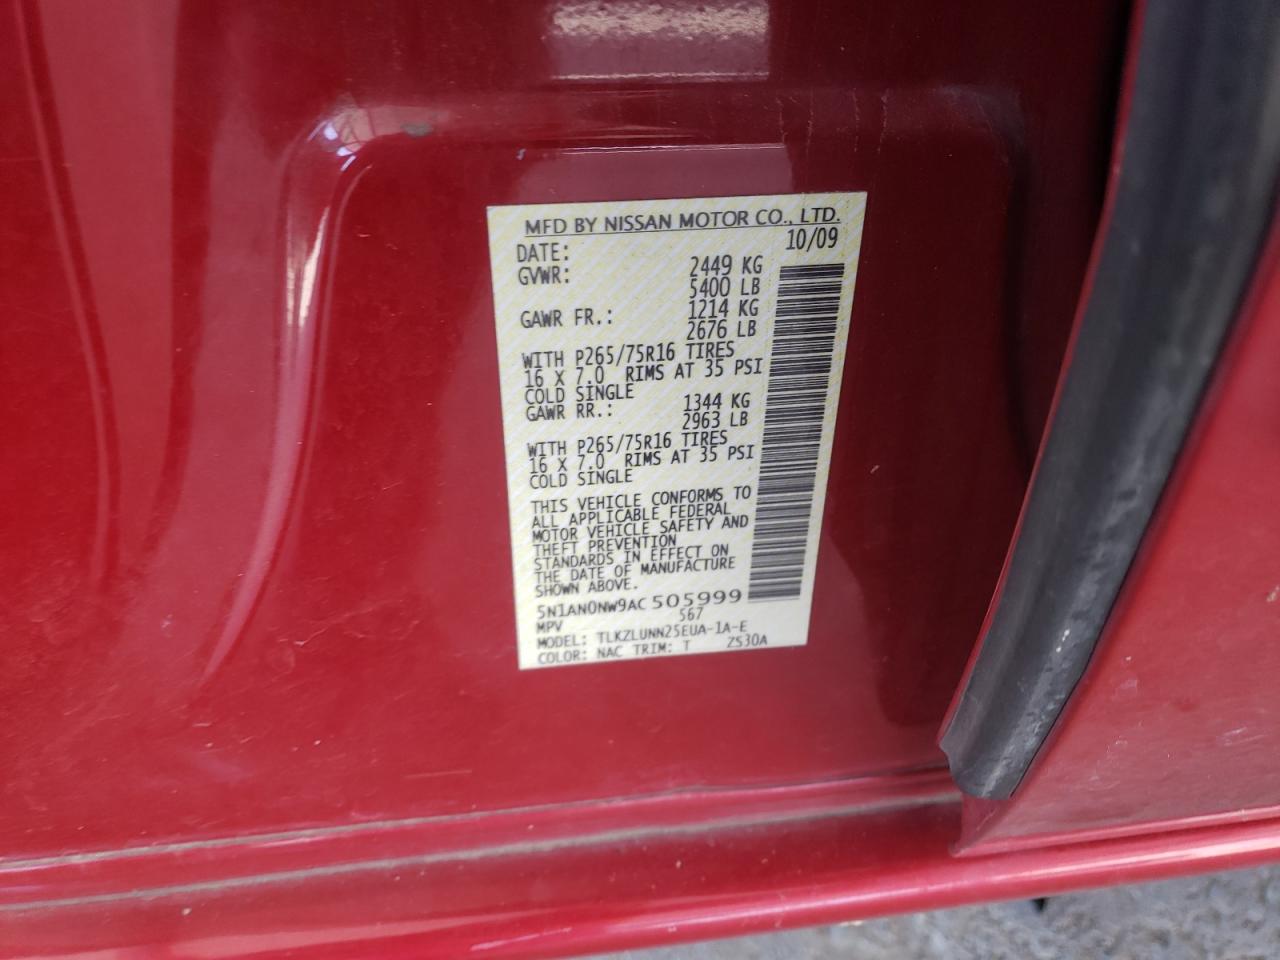 MFD BY NISSAN MOTOR CO., LTD.
DATE: 10/09
GVWR: 2449 KG
5400 LB
GAWR FR.: 1214 KG
2676 LB
WITH P265/75R16 TIRES
16 X 7.0 RIMS AT 35 PSI
COLD SINGLE
GAWR RR.: 1344 KG
2963 LB
WITH P265/75R16 TIRES
16 X 7.0 RIMS AT 35 PSI
COLD SINGLE
THIS VEHICLE CONFORMS TO
ALL APPLICABLE FEDERAL
MOTOR VEHICLE SAFETY AND
THEFT PREVENTION
STANDARDS IN EFFECT ON
THE DATE OF MANUFACTURE
SHOWN ABOVE.
5N1AN0NW9AC505999
MPV 567
MODEL: TLKZLUNN25EUA-1A-E
COLOR: NAC TRIM: T ZS30A